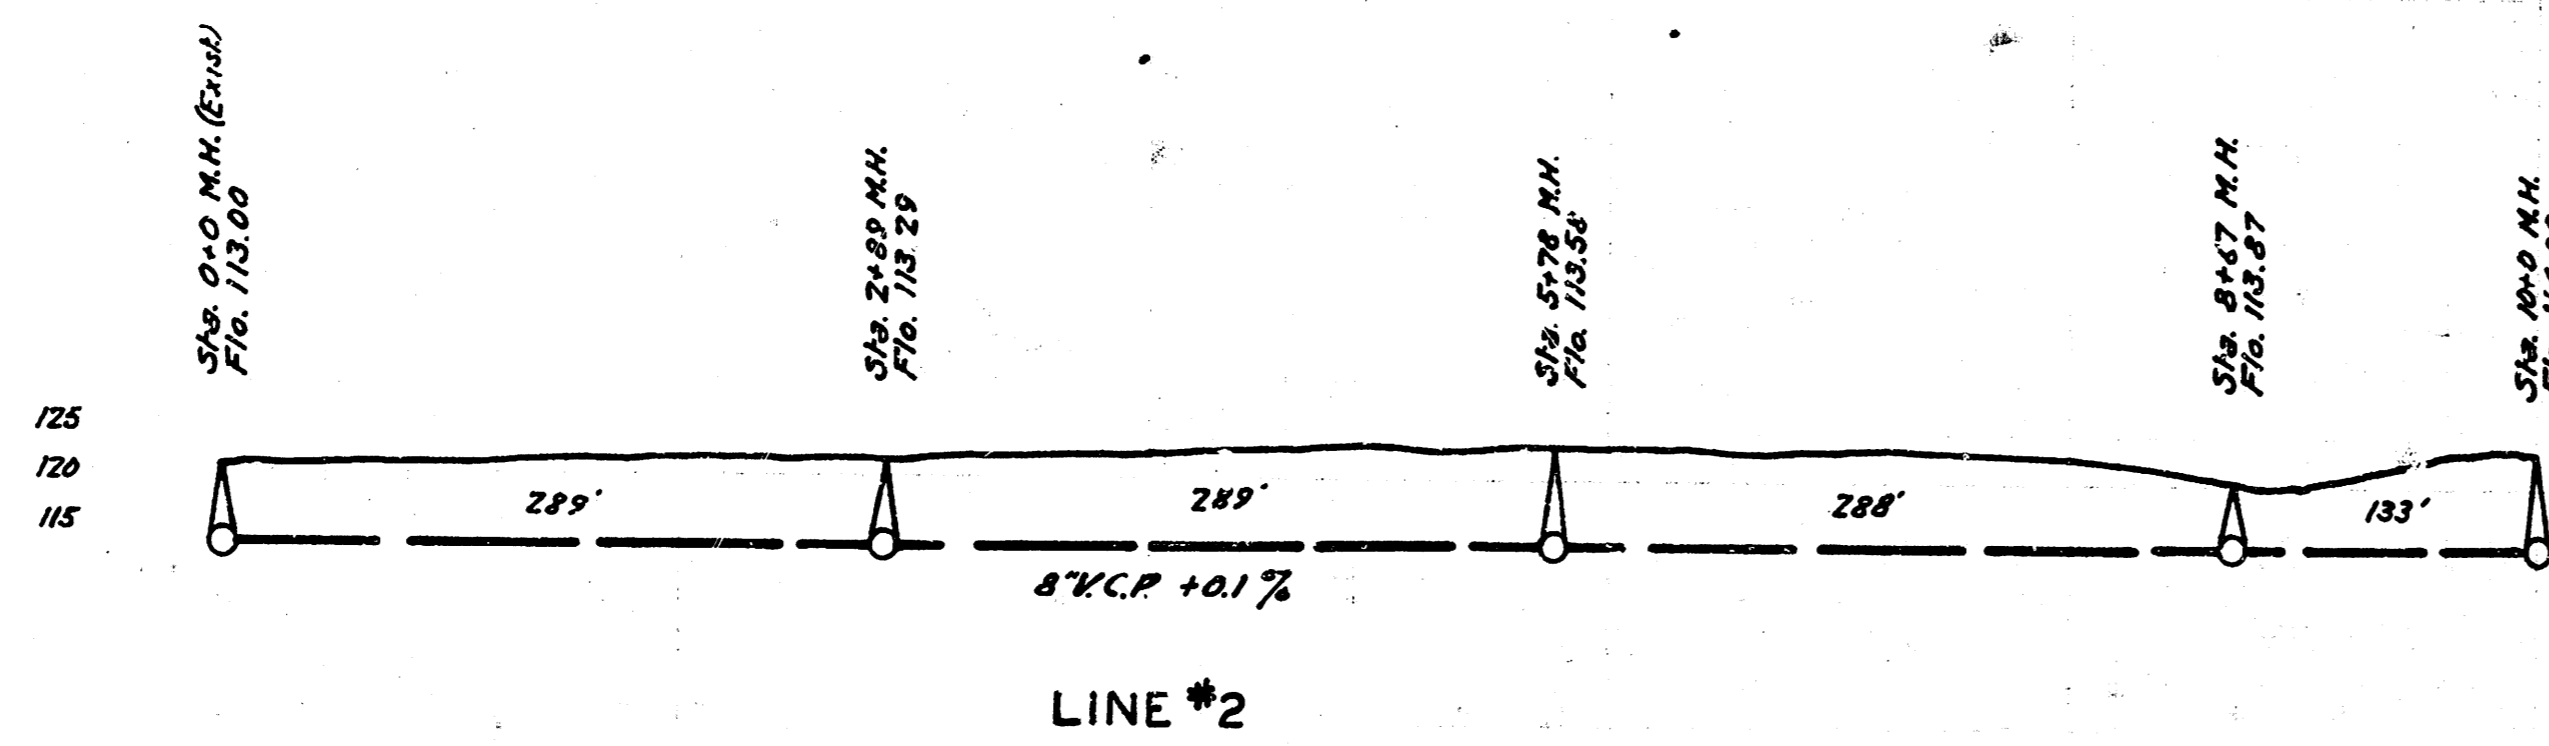 Sta. 0+0 M.H. (Exist.)
Flo. 113.00
Sta. 2+89 M.H.
Flo. 113.29
Sta. 5+78 M.H.
Flo. 113.58
Sta. 8+67 M.H.
Flo. 113.87
Sta. 10+0 M.H.
125
120
115
289'
289'
288'
133'
8" V.C.P. +0.1%
LINE #2